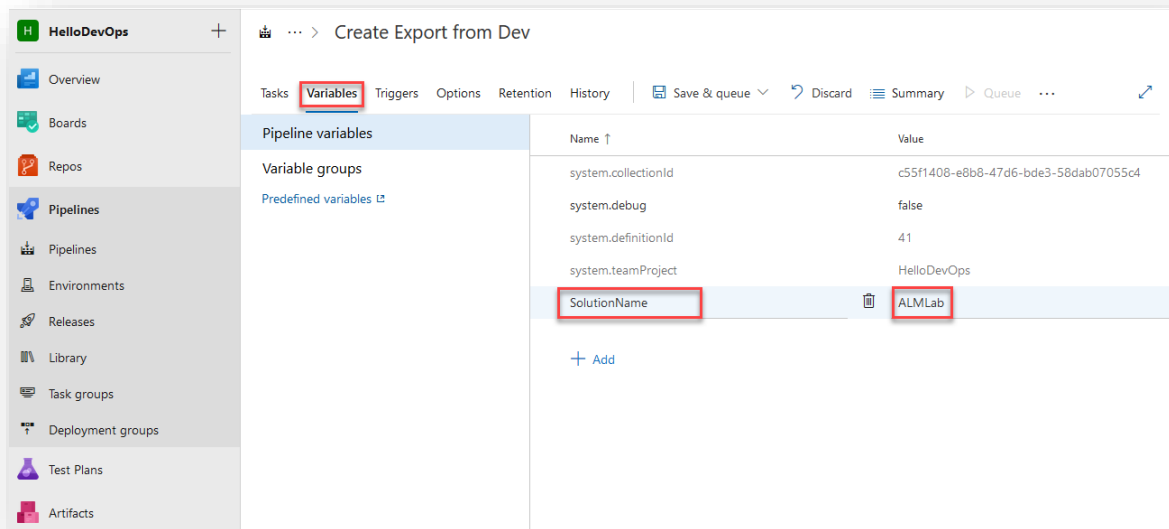 H HelloDevOps
Overview
Boards
Repos
Pipelines
Pipelines
Environments
Releases
Library
Task groups
Deployment groups
Test Plans
Artifacts
··· > Create Export from Dev
Tasks Variables Triggers Options Retention History Save & queue Discard Summary Queue ···
Pipeline variables
Variable groups
Predefined variables
Name ↑ Value
system.collectionId c55f1408-e8b8-47d6-bde3-58dab07055c4
system.debug false
system.definitionId 41
system.teamProject HelloDevOps
SolutionName ALMLab
+ Add